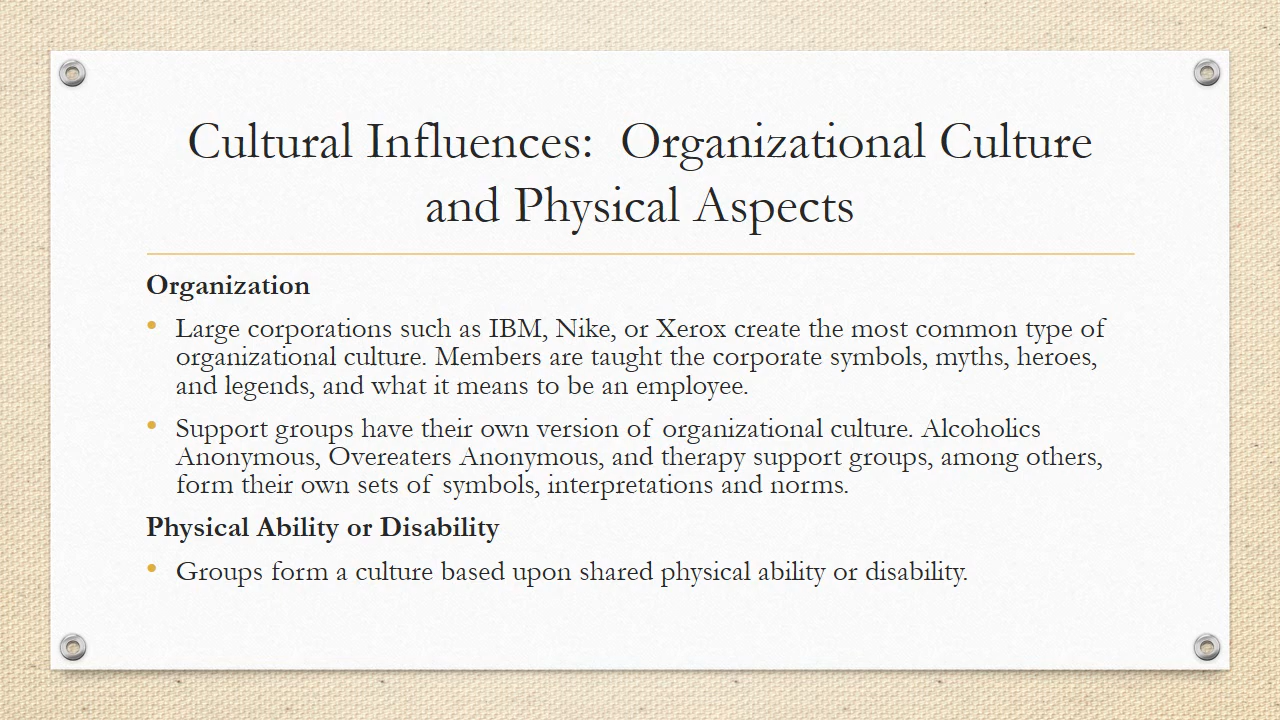 Cultural Influences:  Organizational Culture
and Physical Aspects
Organization
• Large corporations such as IBM, Nike, or Xerox create the most common type of
organizational culture. Members are taught the corporate symbols, myths, heroes,
and legends, and what it means to be an employee.
• Support groups have their own version of organizational culture. Alcoholics
Anonymous, Overeaters Anonymous, and therapy support groups, among others,
form their own sets of symbols, interpretations and norms.
Physical Ability or Disability
• Groups form a culture based upon shared physical ability or disability.